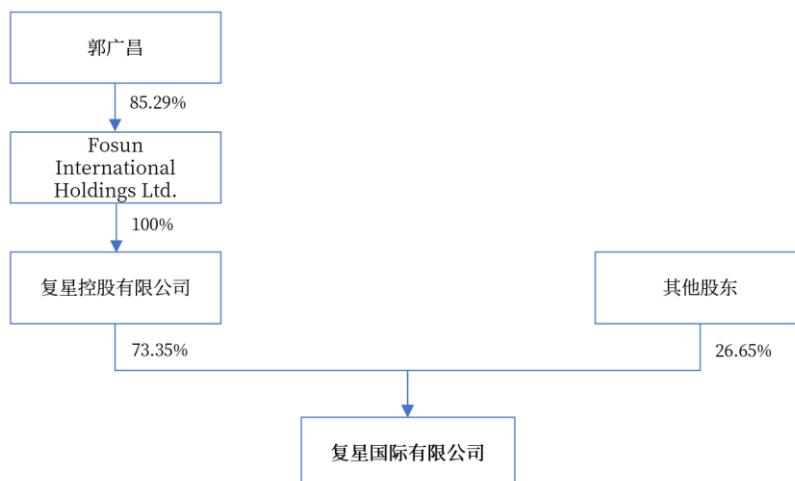 郭广昌
85.29%
Fosun
International
Holdings Ltd.
100%
复星控股有限公司
其他股东
73.35%
26.65%
复星国际有限公司